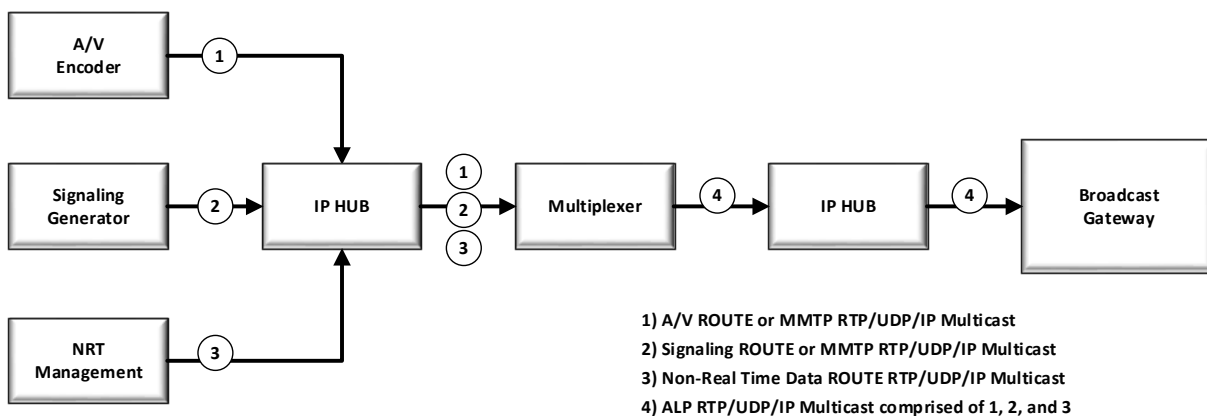 A/V
Encoder
1
Signaling
Generator
2
IP HUB
1
2
3
Multiplexer
4
IP HUB
4
Broadcast
Gateway
NRT
Management
3
1) A/V ROUTE or MMTP RTP/UDP/IP Multicast
2) Signaling ROUTE or MMTP RTP/UDP/IP Multicast
3) Non-Real Time Data ROUTE RTP/UDP/IP Multicast
4) ALP RTP/UDP/IP Multicast comprised of 1, 2, and 3